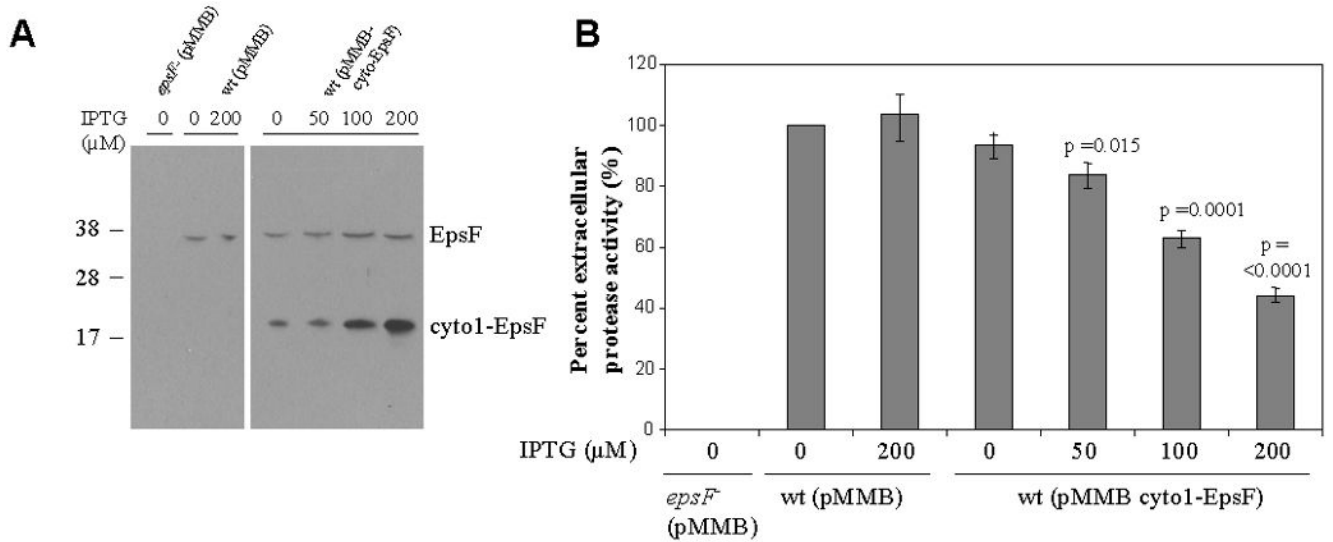 A
epsF- (pMMB)
wt (pMMB)
wt (pMMB-
cyto-EpsF)
IPTG 0 0 200 0 50 100 200
(µM)
38 –
28 –
17 –
EpsF
cyto1-EpsF
B
Percent extracellular
protease activity (%)
120
100
80
60
40
20
0
p =0.015
p =0.0001
p =
<0.0001
IPTG (µM) 0 0 200 0 50 100 200
epsF-
(pMMB)
wt (pMMB)
wt (pMMB cyto1-EpsF)